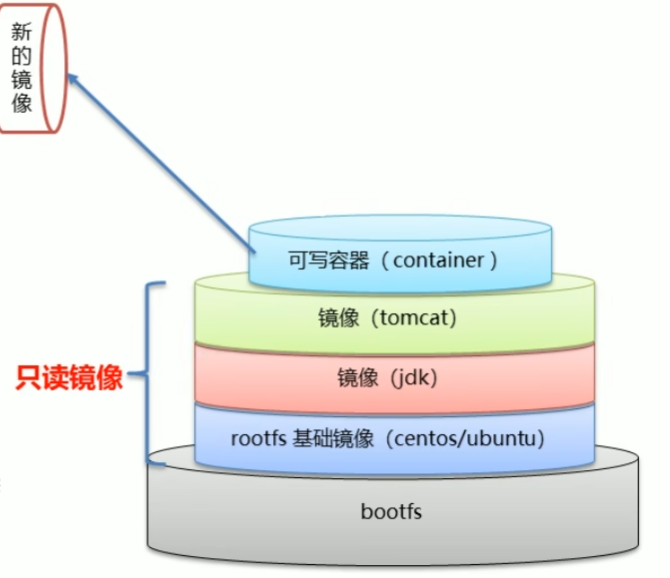 新的镜像
可写容器（container）
镜像（tomcat）
只读镜像
镜像（jdk）
rootfs 基础镜像（centos/ubuntu）
bootfs